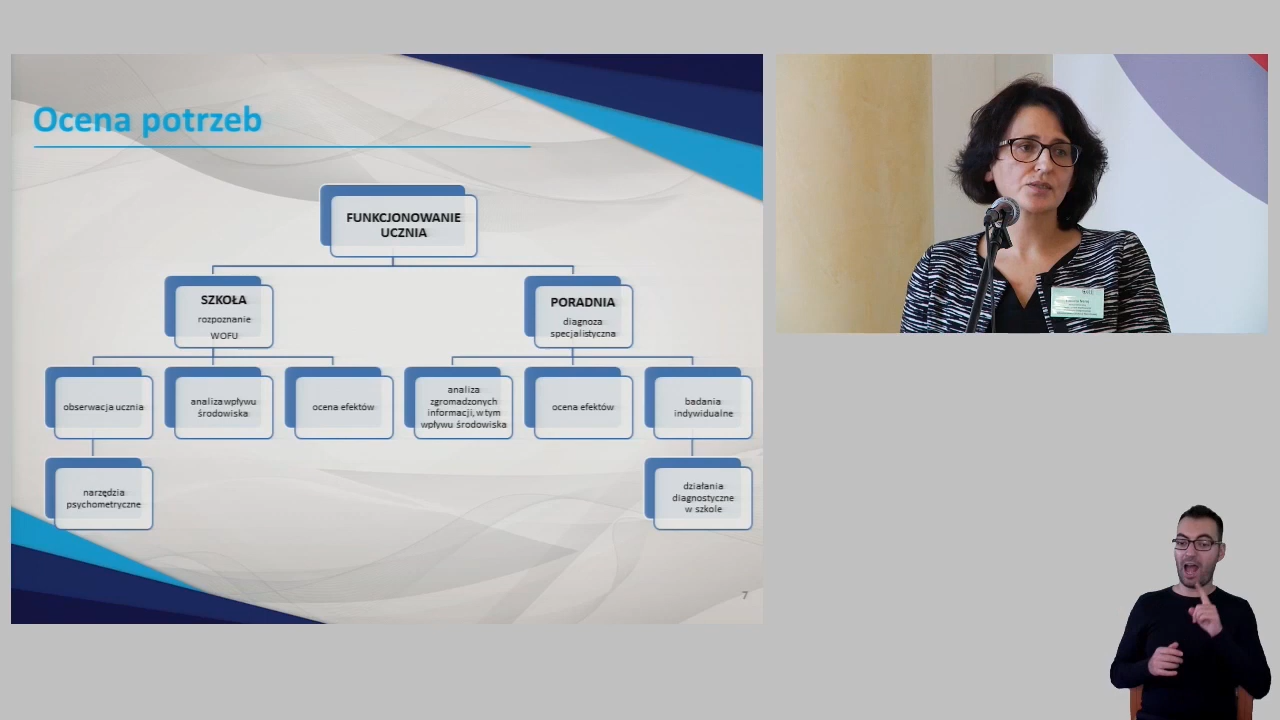 Ocena potrzeb
FUNKCJONOWANIE
UCZNIA
SZKOŁA
rozpoznanie
WOFU
PORADNIA
diagnoza
specjalistyczna
obserwacja ucznia
analiza wpływu
środowiska
ocena efektów
analiza
zgromadzonych
informacji, w tym
wpływu środowiska
ocena efektów
badania
indywidualne
narzędzia
psychometryczne
działania
diagnostyczne
w szkole
7